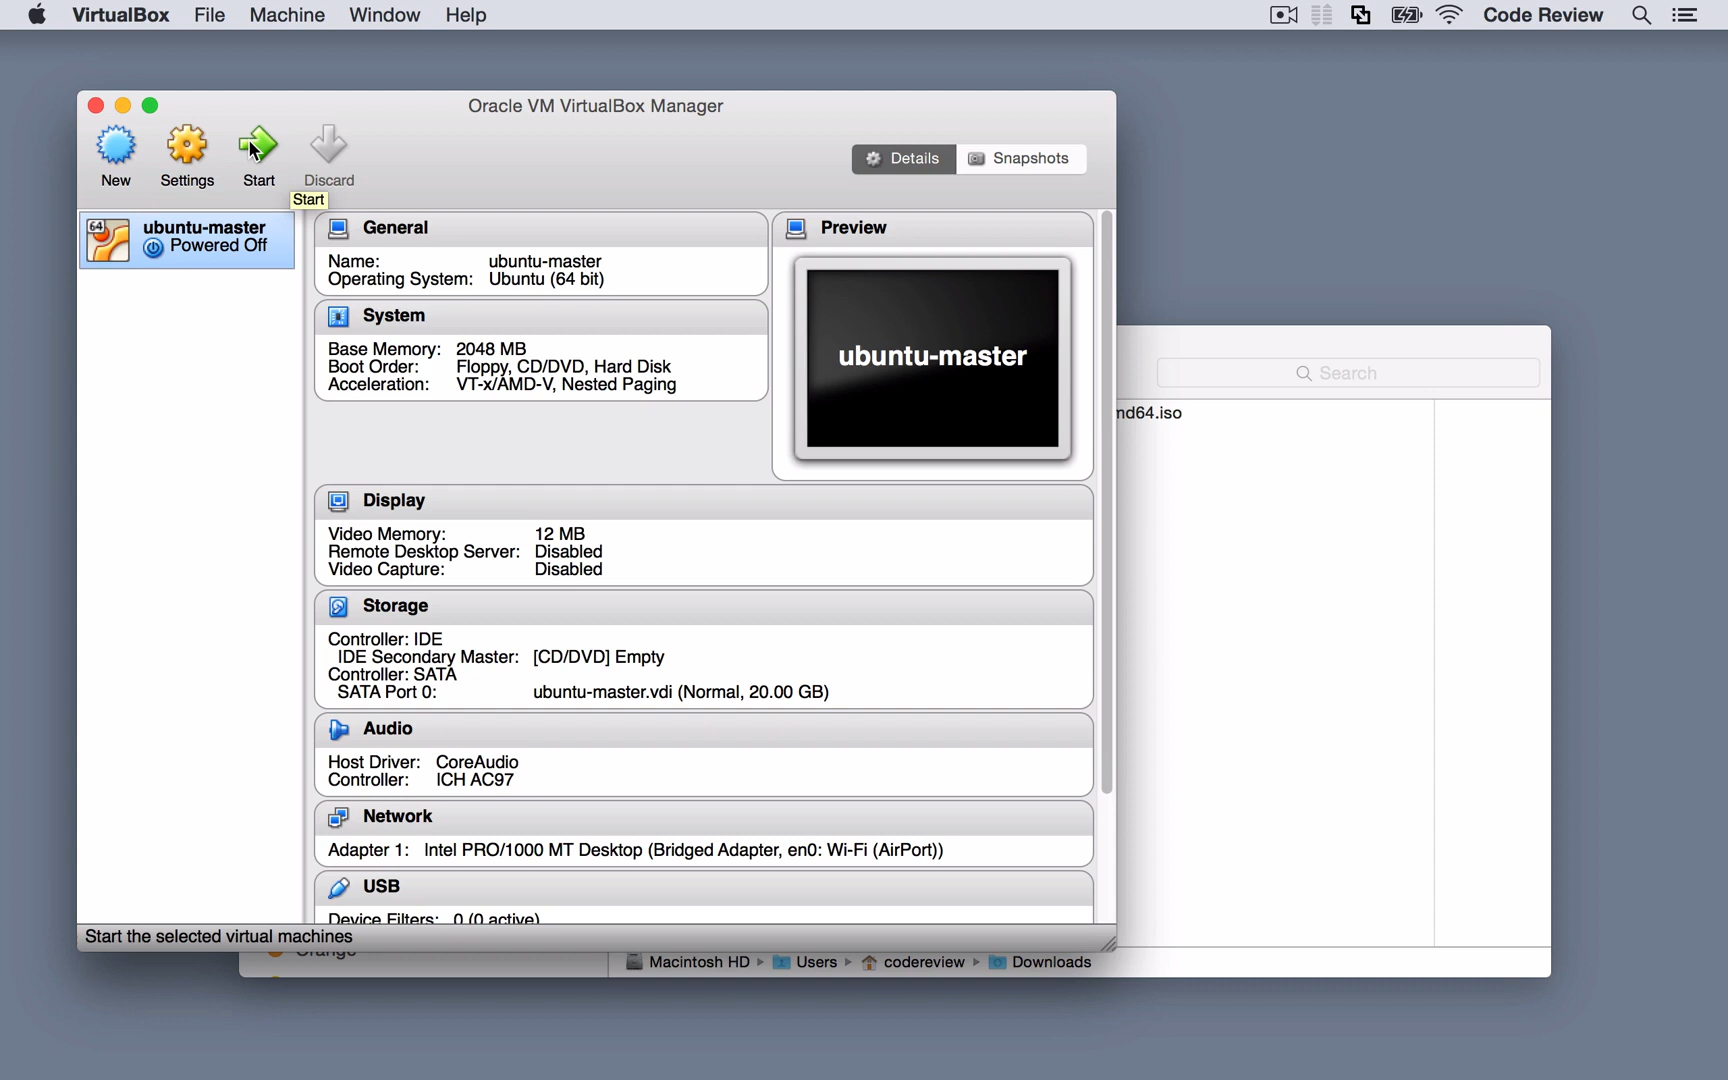 VirtualBox File Machine Window Help Code Review
Oracle VM VirtualBox Manager
New Settings Start Discard
Details Snapshots
Start
64
ubuntu-master
Powered Off
General
Name: ubuntu-master
Operating System: Ubuntu (64 bit)
System
Base Memory: 2048 MB
Boot Order: Floppy, CD/DVD, Hard Disk
Acceleration: VT-x/AMD-V, Nested Paging
Preview
ubuntu-master
Display
Video Memory: 12 MB
Remote Desktop Server: Disabled
Video Capture: Disabled
Storage
Controller: IDE
IDE Secondary Master: [CD/DVD] Empty
Controller: SATA
SATA Port 0: ubuntu-master.vdi (Normal, 20.00 GB)
Audio
Host Driver: CoreAudio
Controller: ICH AC97
Network
Adapter 1: Intel PRO/1000 MT Desktop (Bridged Adapter, en0: Wi-Fi (AirPort))
USB
Device Filters: 0 (0 active)
Start the selected virtual machines
Search
md64.iso
Orange
Macintosh HD Users codereview Downloads